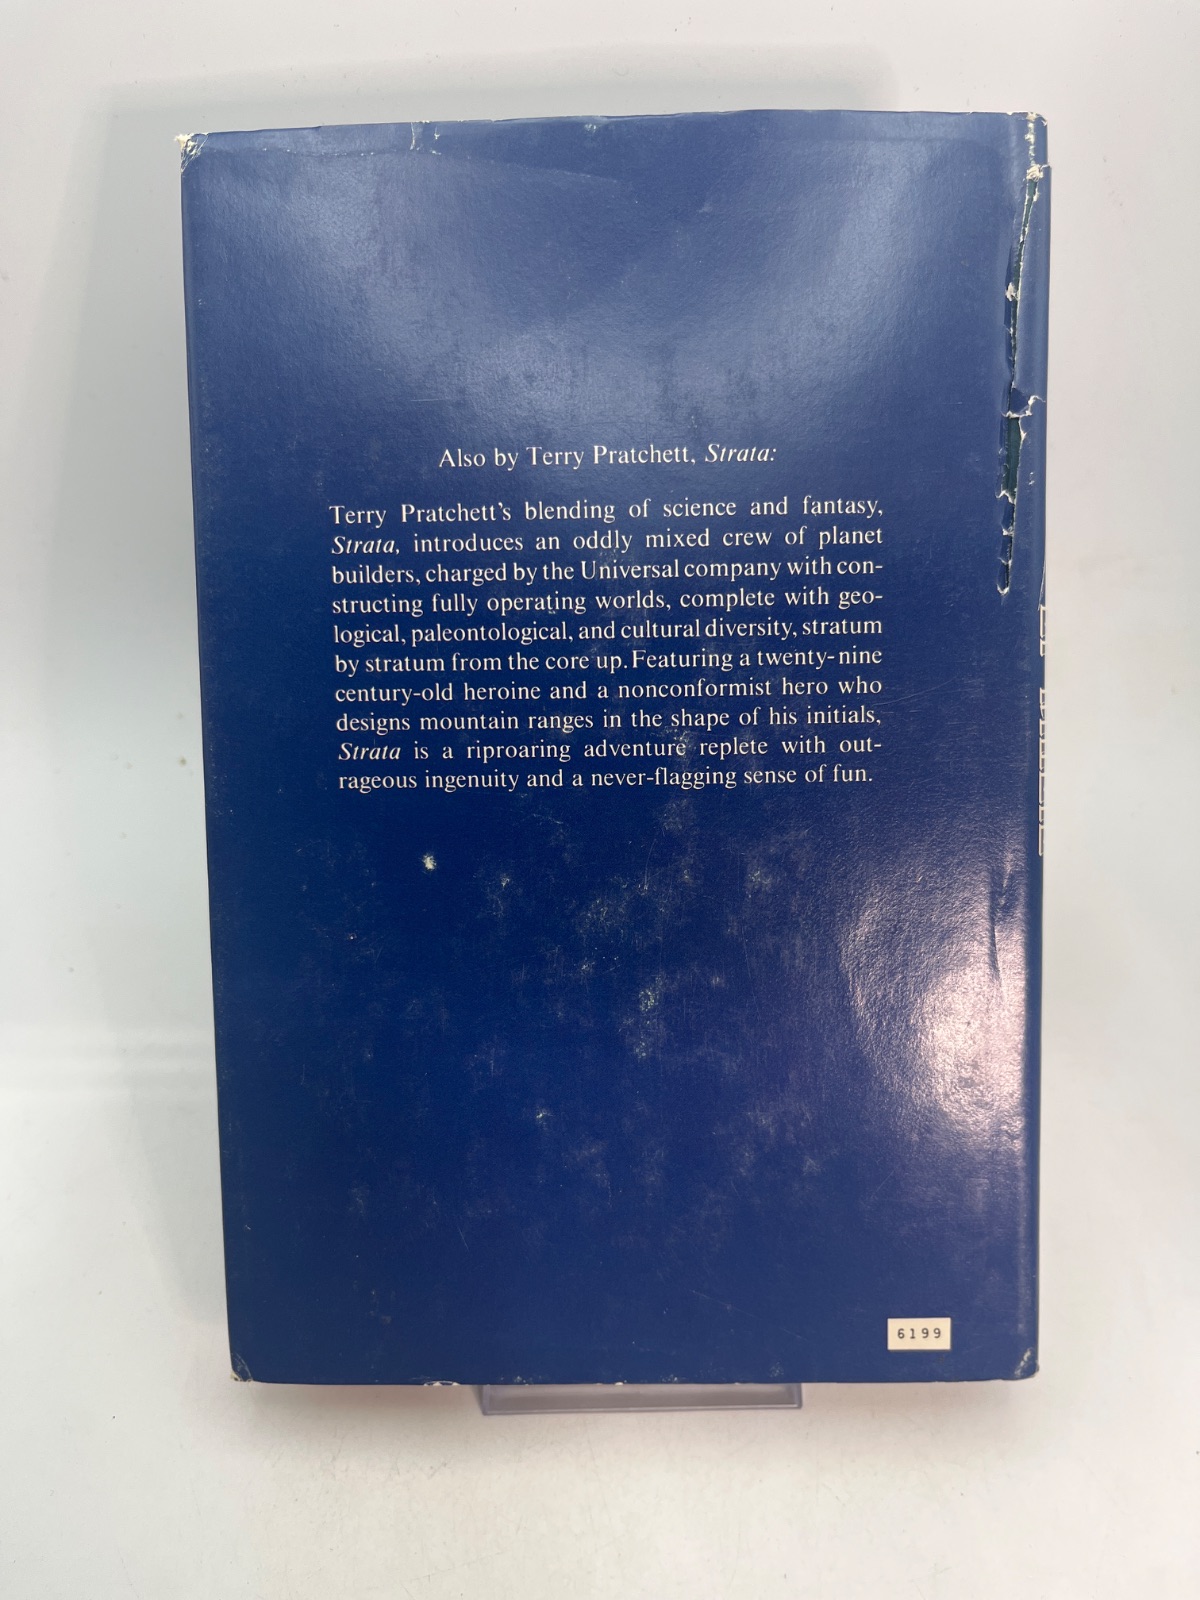 Also by Terry Pratchett, Strata:
Terry Pratchett's blending of science and fantasy,
Strata, introduces an oddly mixed crew of planet
builders, charged by the Universal company with con-
structing fully operating worlds, complete with geo-
logical, paleontological, and cultural diversity, stratum
by stratum from the core up. Featuring a twenty-nine
century-old heroine and a nonconformist hero who
designs mountain ranges in the shape of his initials,
Strata is a riproaring adventure replete with out-
rageous ingenuity and a never-flagging sense of fun.
6199